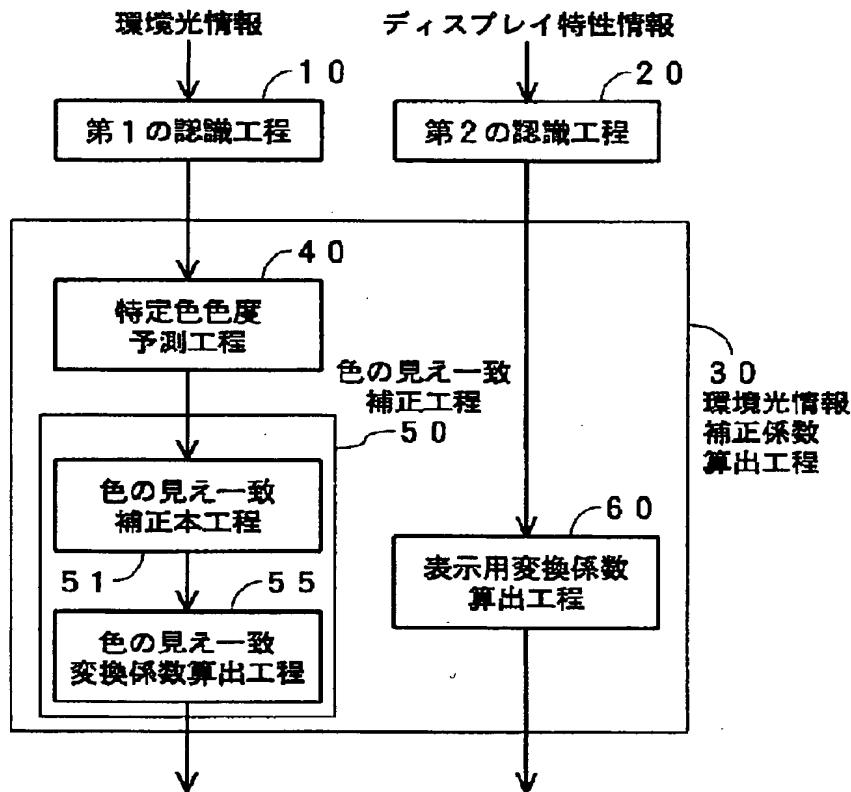 環境光情報
ディスプレイ特性情報
10
20
第1の認識工程
第2の認識工程
40
特定色色度
予測工程
色の見え一致
補正工程
50
30
環境光情報
補正係数
算出工程
色の見え一致
補正本工程
51
55
60
表示用変換係数
算出工程
色の見え一致
変換係数算出工程